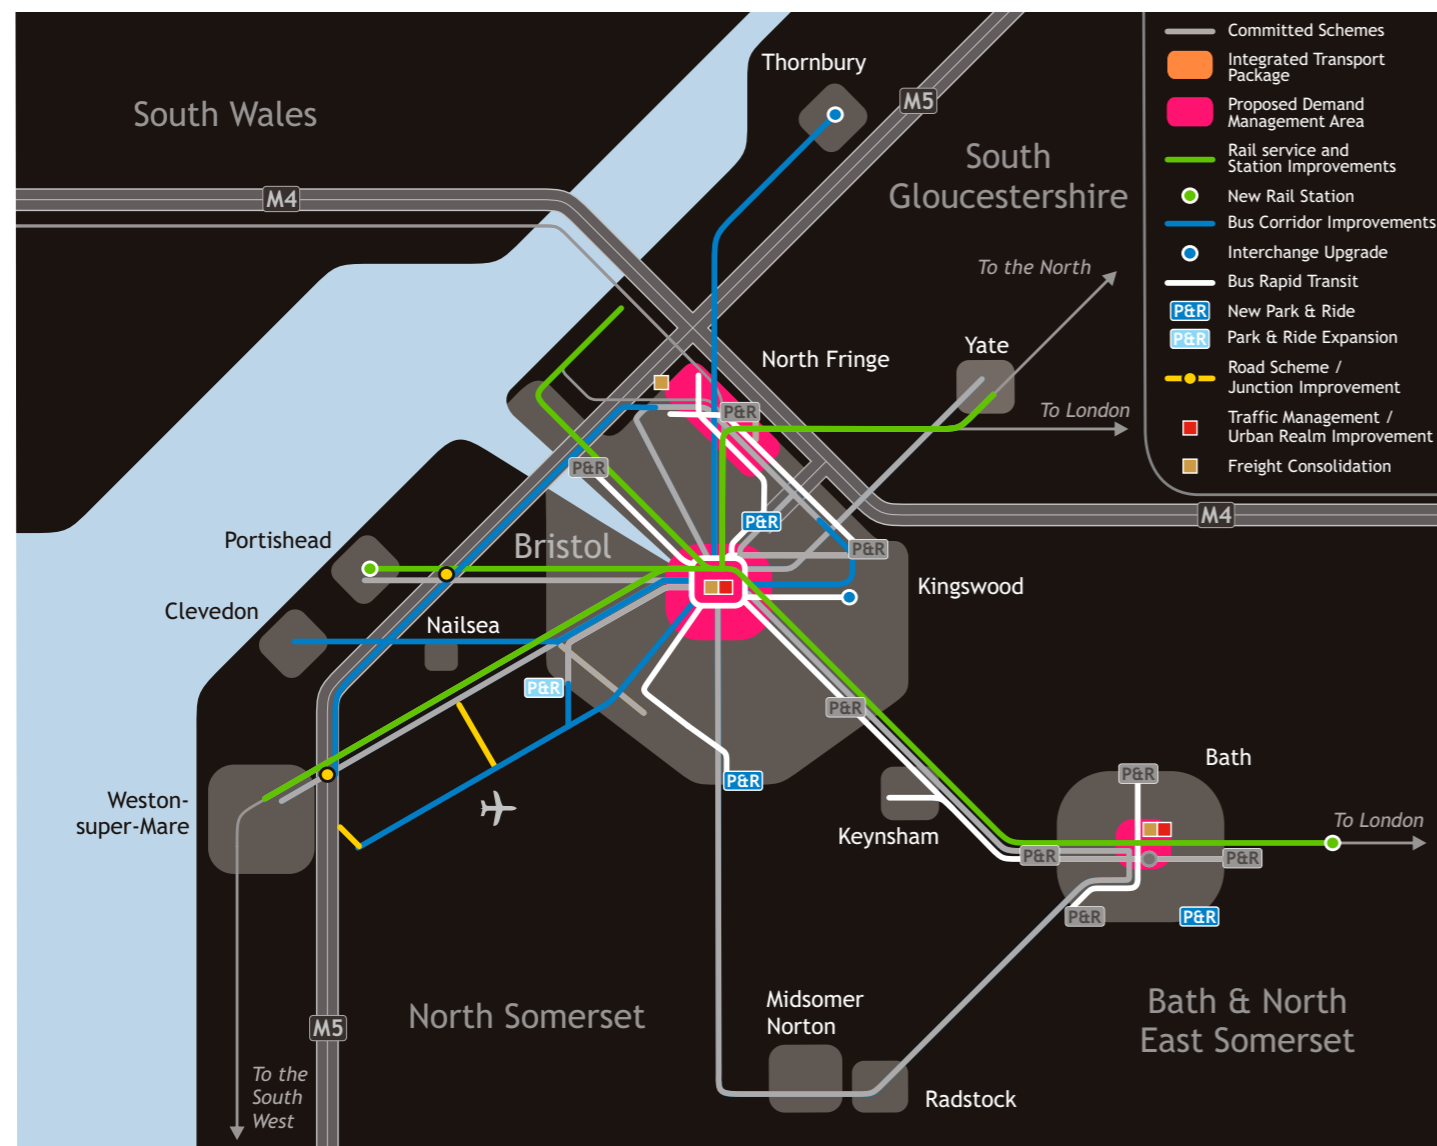 Committed Schemes
Integrated Transport
Package
Proposed Demand
Management Area
Rail service and
Station Improvements
New Rail Station
Bus Corridor Improvements
Interchange Upgrade
Bus Rapid Transit
P&R
New Park & Ride
P&R
Park & Ride Expansion
Road Scheme /
Junction Improvement
Traffic Management /
Urban Realm Improvement
Freight Consolidation
Thornbury
M5
South Wales
South
Gloucestershire
M4
To the North
Yate
North Fringe
To London
P&R
P&R
M4
P&R
Portishead
Bristol
P&R
Kingswood
Clevedon
Nailsea
P&R
P&R
P&R
Bath
P&R
Weston-
super-Mare
Keynsham
To London
P&R
P&R
P&R
P&R
Midsomer
Norton
Bath & North
East Somerset
North Somerset
M5
To the
South
West
Radstock